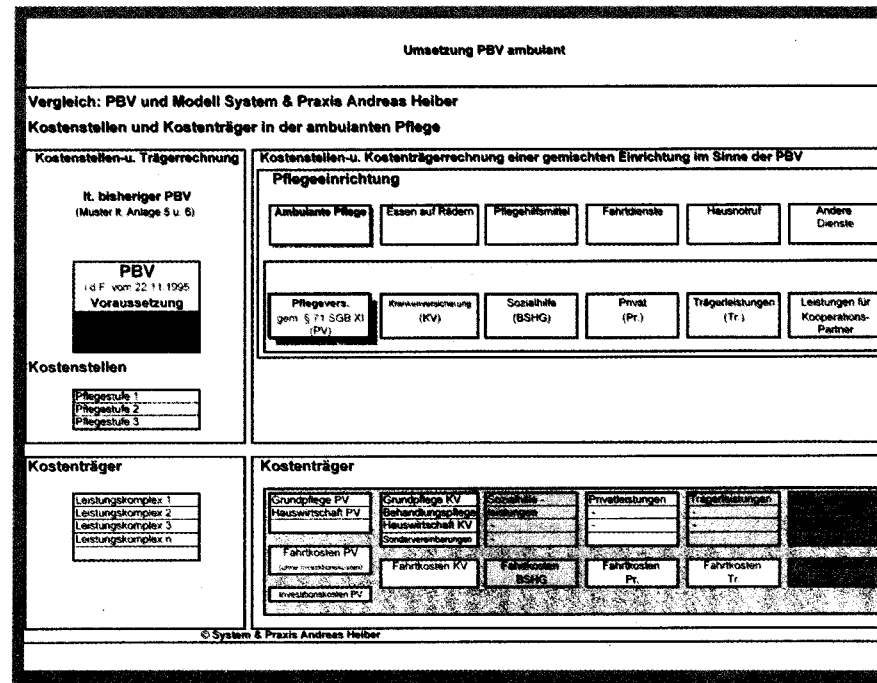 Umsetzung PBV ambulant
Vergleich: PBV und Modell System & Praxis Andreas Heiber
Kostenstellen und Kostenträger in der ambulanten Pflege
Kostenstellen-u. Trägerrechnung
lt. bisheriger PBV
(Muster lt. Anlage 5 u. 6)
PBV
i.d.F. vom 22.11.1995
Voraussetzung
Kostenstellen
Pflegestufe 1
Pflegestufe 2
Pflegestufe 3
Kostenstellen-u. Kostenträgerrechnung einer gemischten Einrichtung im Sinne der PBV
Pflegeeinrichtung
Ambulante Pflege
Essen auf Rädern
Pflegehilfsmittel
Fahrtdienste
Hausnotruf
Andere
Dienste
Pflegevers.
gem. § 71 SGB XI
(PV)
Krankenversicherung
(KV)
Sozialhilfe
(BSHG)
Privat
(Pr.)
Trägerleistungen
(Tr.)
Leistungen für
Kooperations-
Partner
Kostenträger
Leistungskomplex 1
Leistungskomplex 2
Leistungskomplex 3
Leistungskomplex n
Kostenträger
Grundpflege PV
Hauswirtschaft PV
Fahrtkosten PV
(ohne Investitionskosten)
Investitionskosten PV
Grundpflege KV
Behandlungspflege
Hauswirtschaft KV
Sondervereinbarungen
Fahrtkosten KV
Sozialhilfe -
leistungen
-
-
Fahrtkosten
BSHG
Privatleistungen
-
-
-
Fahrtkosten
Pr.
Trägerleistungen
-
-
-
Fahrtkosten
Tr.
© System & Praxis Andreas Heiber